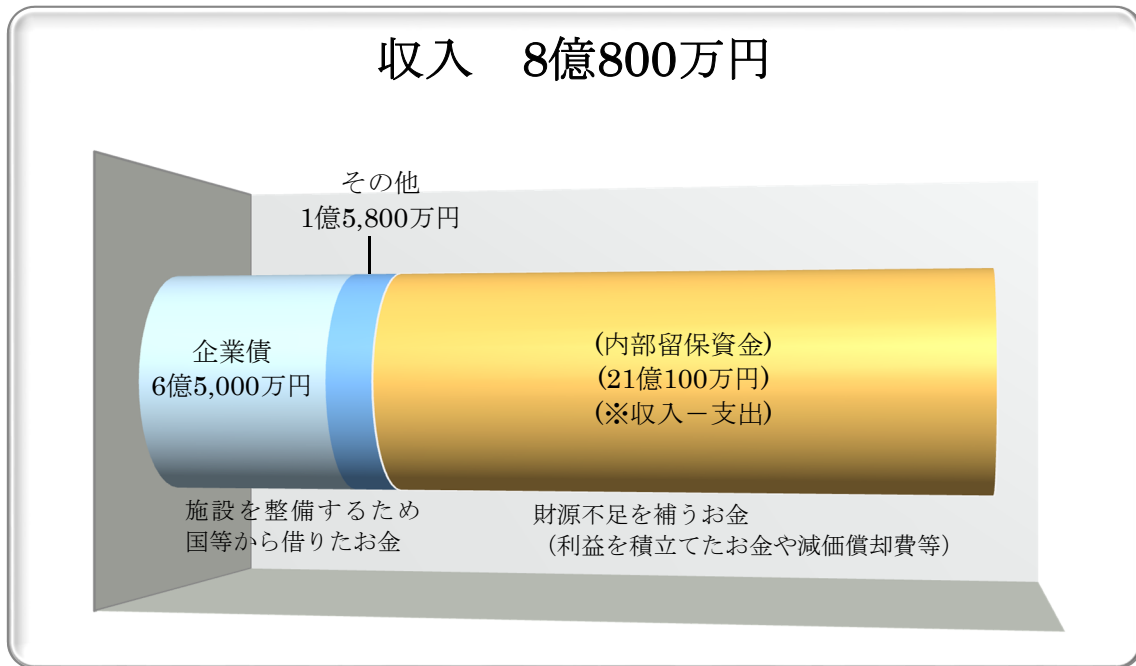 収入　8億800万円
その他
1億5,800万円
企業債
6億5,000万円
(内部留保資金)
(21億100万円)
(※収入－支出)
施設を整備するため
国等から借りたお金
財源不足を補うお金
（利益を積立てたお金や減価償却費等）